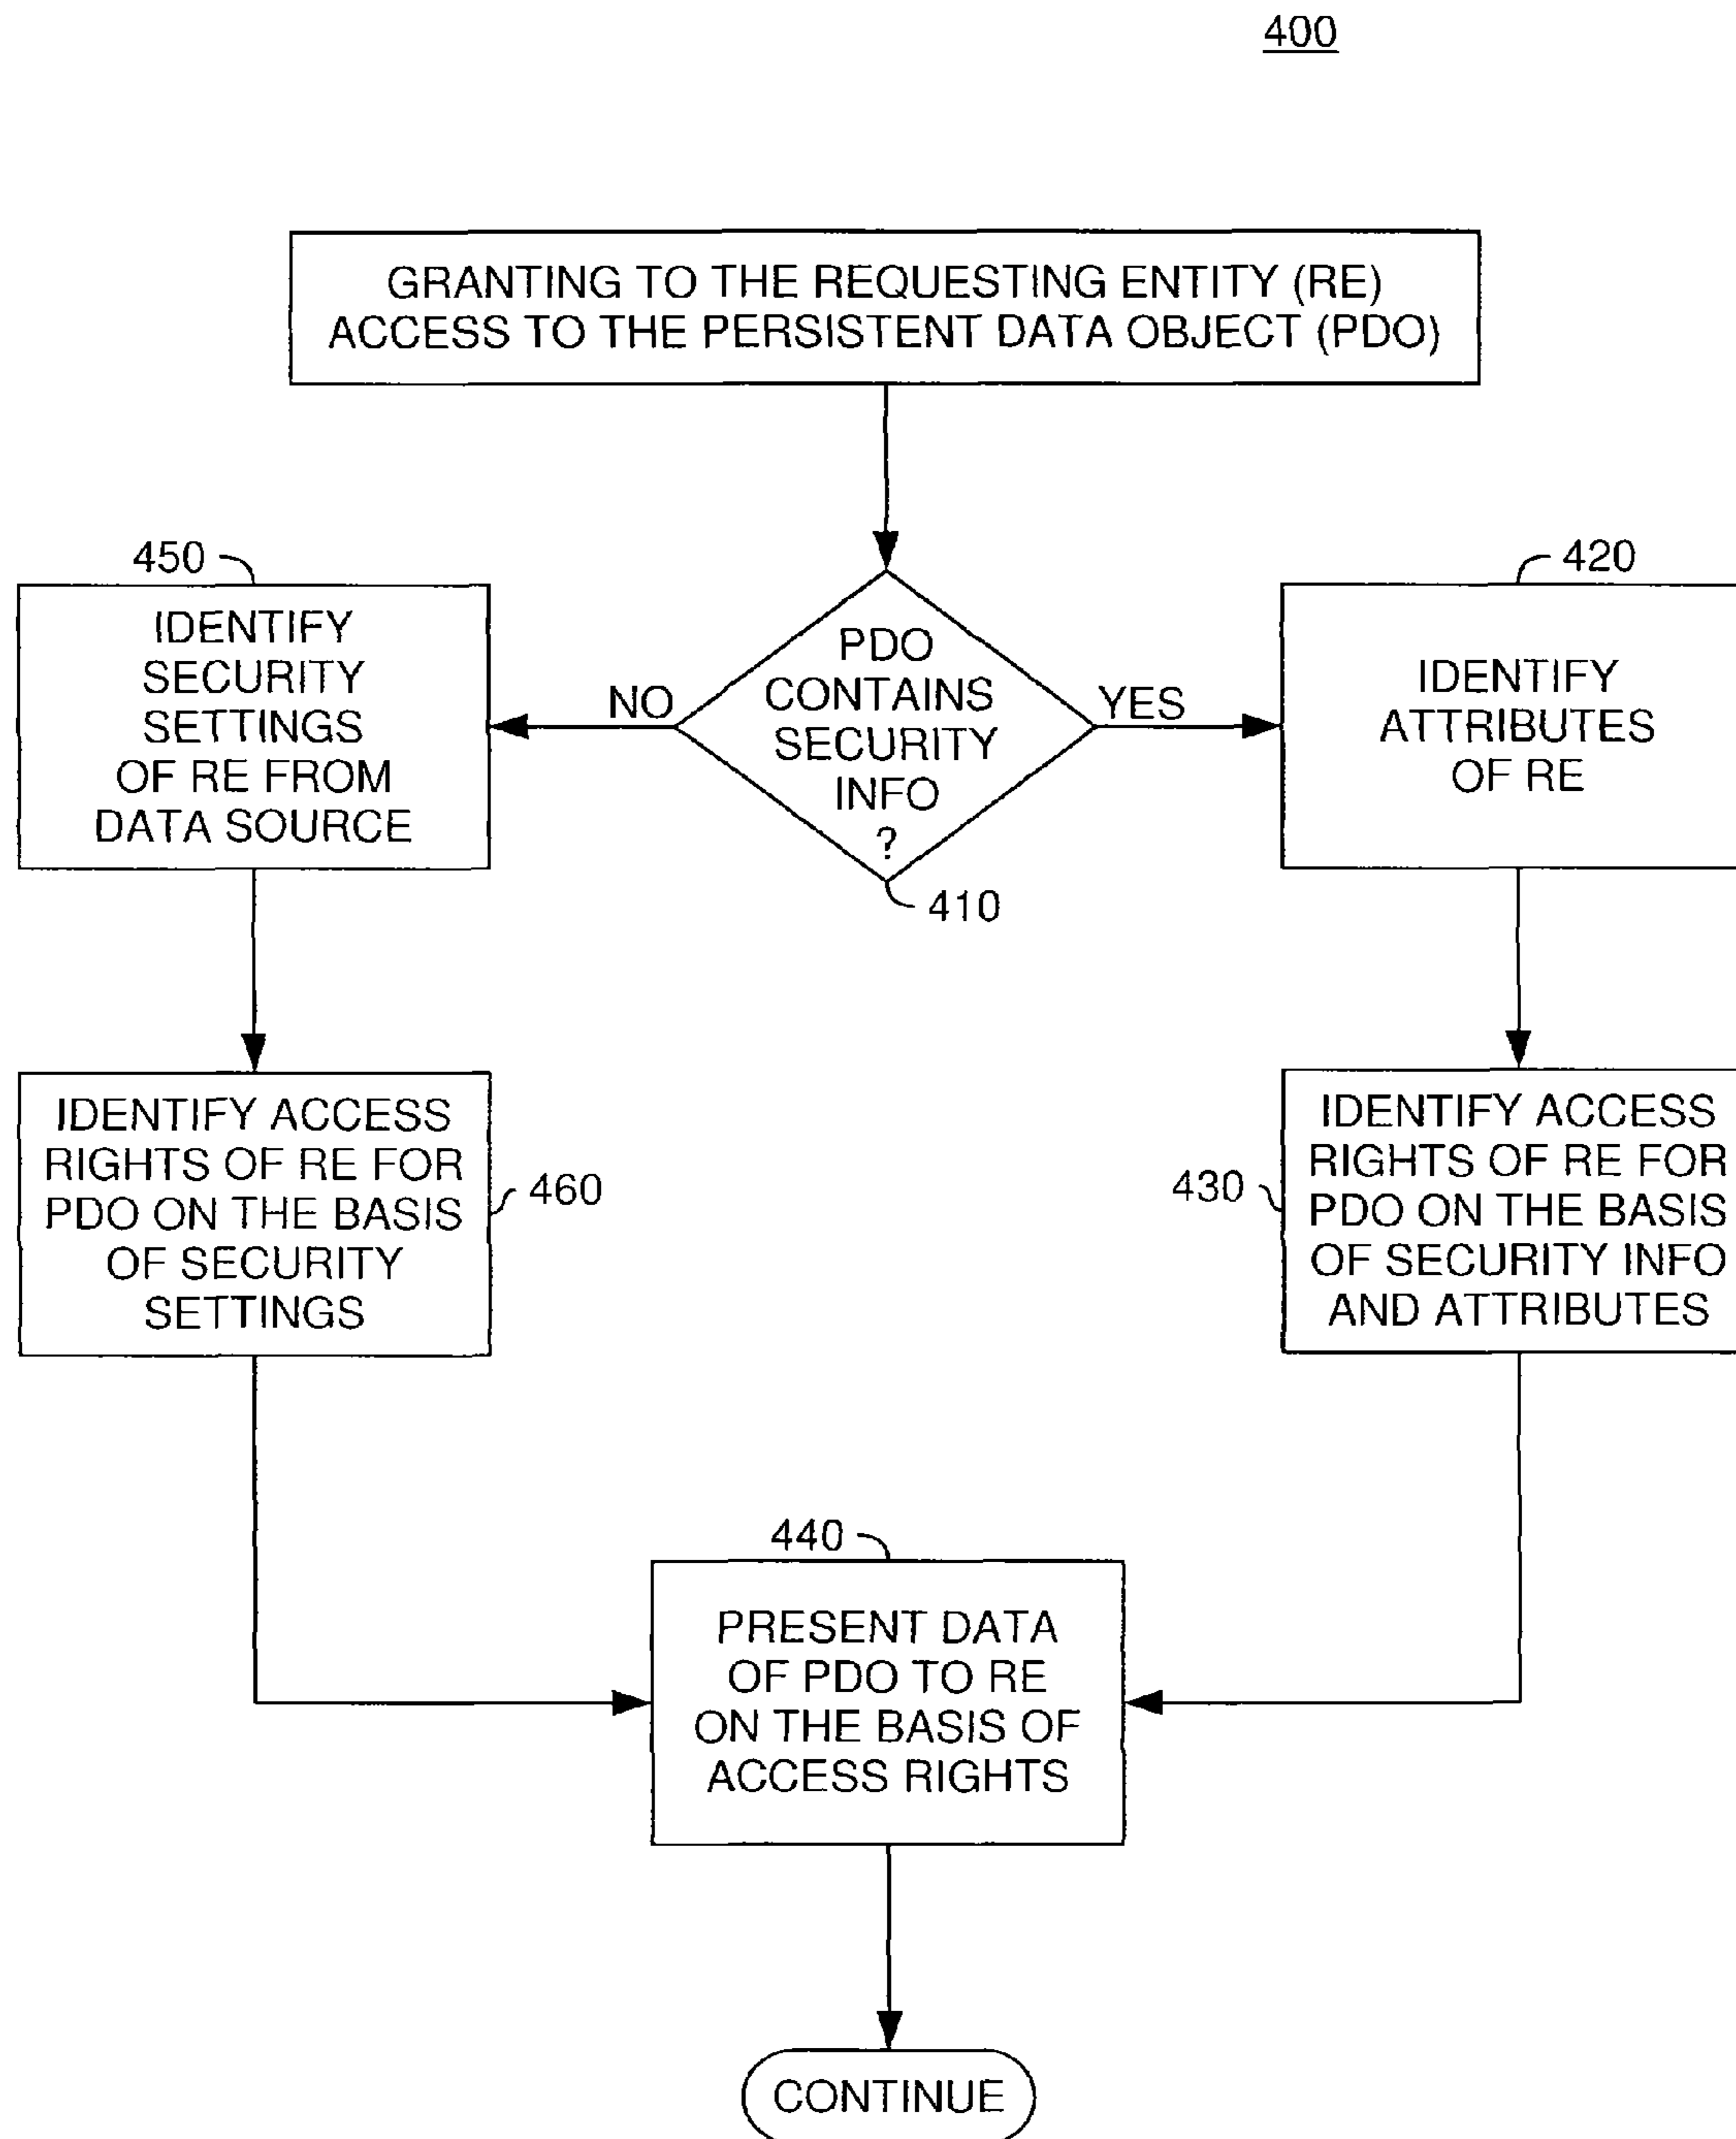 400
GRANTING TO THE REQUESTING ENTITY (RE)
ACCESS TO THE PERSISTENT DATA OBJECT (PDO)
450
IDENTIFY
SECURITY
SETTINGS
OF RE FROM
DATA SOURCE
NO
PDO
CONTAINS
SECURITY
INFO
?
410
YES
420
IDENTIFY
ATTRIBUTES
OF RE
IDENTIFY ACCESS
RIGHTS OF RE FOR
PDO ON THE BASIS
OF SECURITY
SETTINGS
460
430
IDENTIFY ACCESS
RIGHTS OF RE FOR
PDO ON THE BASIS
OF SECURITY INFO
AND ATTRIBUTES
440
PRESENT DATA
OF PDO TO RE
ON THE BASIS OF
ACCESS RIGHTS
CONTINUE